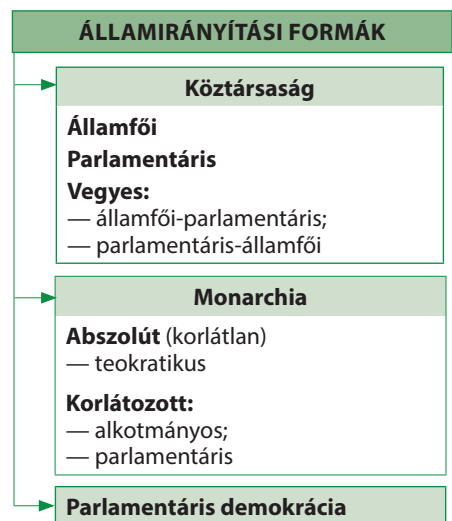 ÁLLAMIRÁNYÍTÁSI FORMÁK
Köztársaság
Államfői
Parlamentáris
Vegyes:
— államfői-parlamentáris;
— parlamentáris-államfői
Monarchia
Abszolút (korlátlan)
— teokratikus
Korlátozott:
— alkotmányos;
— parlamentáris
Parlamentáris demokrácia